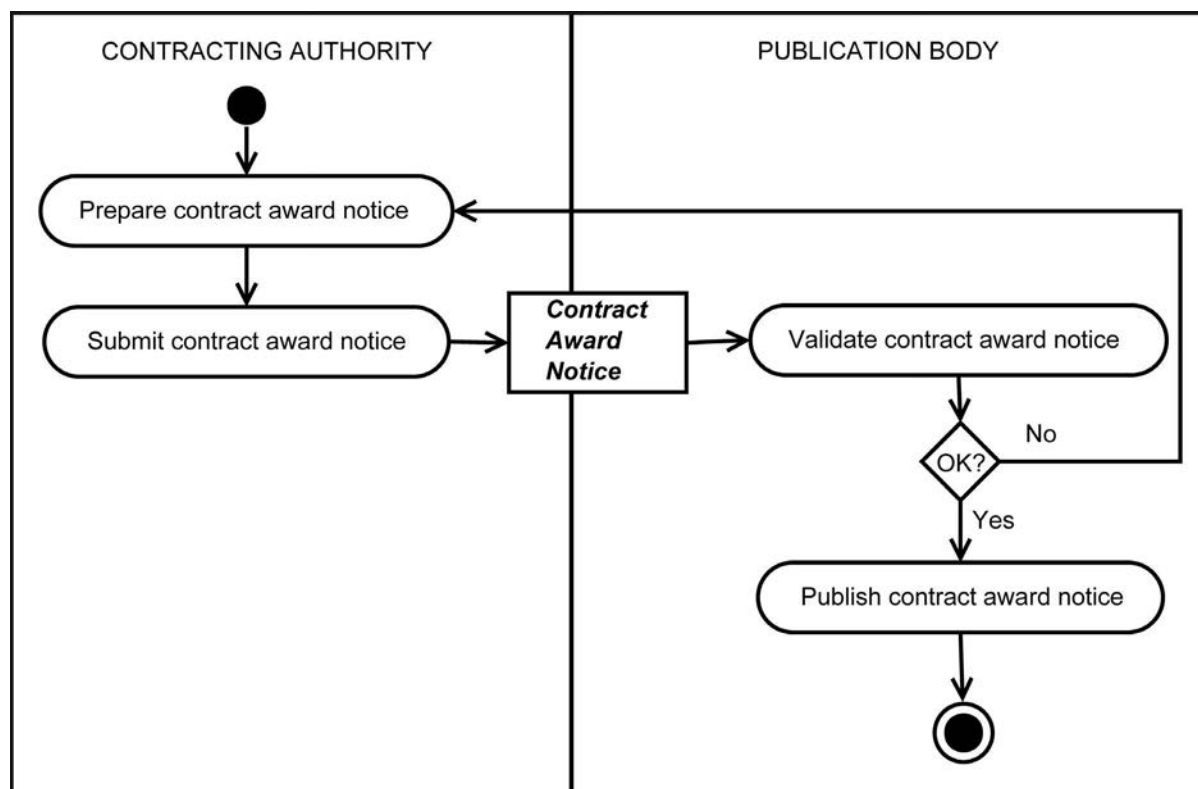 CONTRACTING AUTHORITY
PUBLICATION BODY
Prepare contract award notice
Submit contract award notice
Contract
Award
Notice
Validate contract award notice
No
OK?
Yes
Publish contract award notice